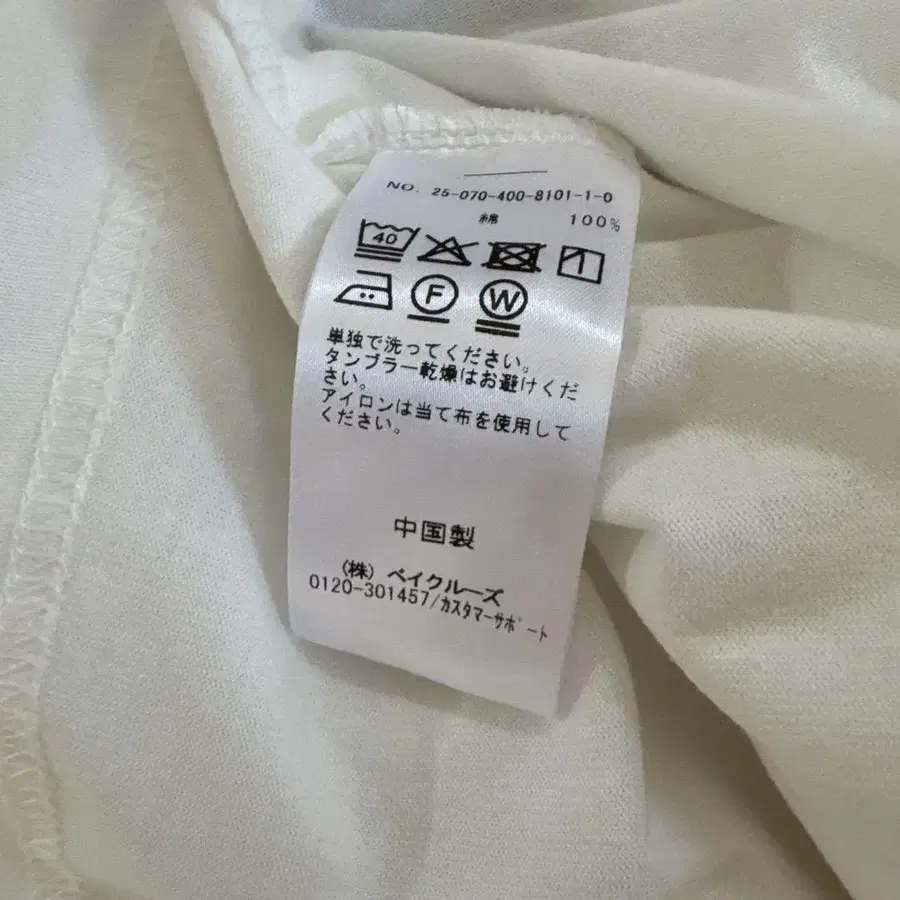 NO. 25-070-400-8101-1-0
綿 100%
40
F W
単独で洗ってください。
タンブラー乾燥はお避けくだ
さい。
アイロンは当て布を使用して
ください。
中国製
(株) ベイクルーズ
0120-301457/カスタマーサポート